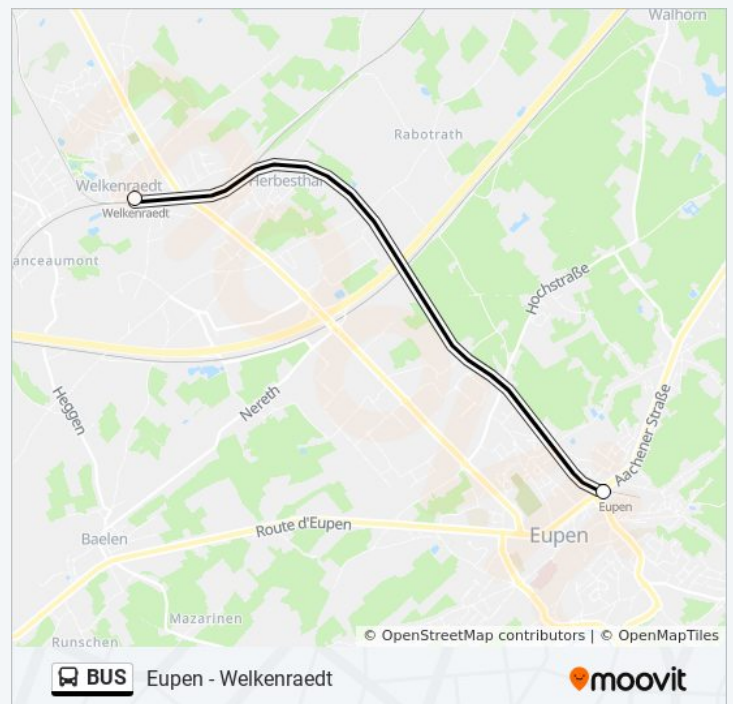 Walhorn
Rabotrath
Welkenraedt
Herbesthal
Welkenraedt
anceaumont
Hochstraße
Heggen
Nereth
Aachener Straße
Eupen
Route d'Eupen
Eupen
Baelen
Mazarinen
Runschen
© OpenStreetMap contributors | © OpenMapTiles
BUS Eupen - Welkenraedt
moovit